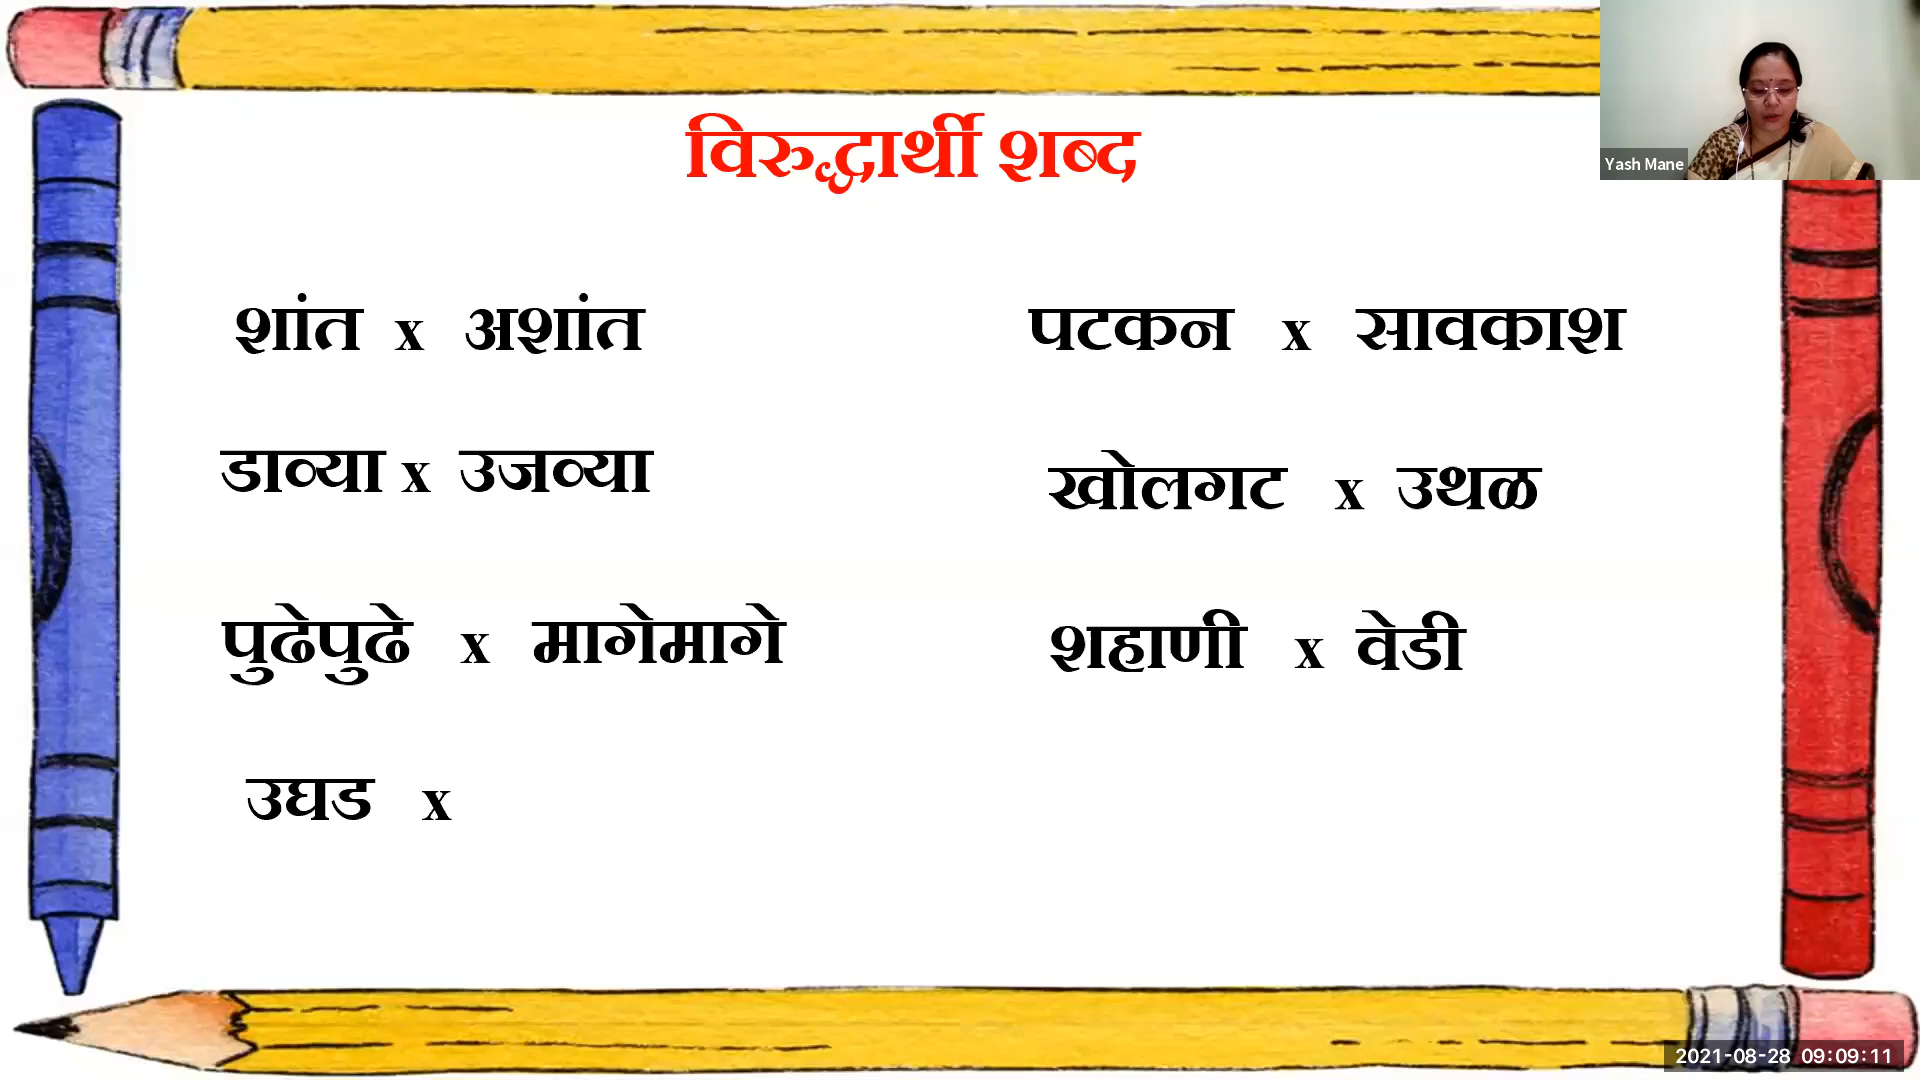 विरुद्धार्थी शब्द
Yash Mane
शांत x अशांत
पटकन x सावकाश
डाव्या x उजव्या
खोलगट x उथळ
पुढेपुढे x मागेमागे
शहाणी x वेडी
उघड x
2021-08-28 09:09:11